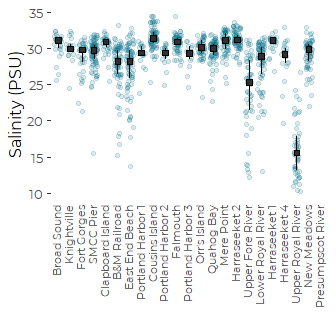 Salinity (PSU)
35
30
25
20
15
10
Broad Sound
Knightville
Fort Gorges
SMCC Pier
Clapboard Island
B&M Railroad
East End Beach
Portland Harbor 1
Cousins Island
Portland Harbor 2
Falmouth
Portland Harbor 3
Orr's Island
Quahog Bay
Mere Point
Harraseeket 2
Upper Fore River
Lower Royal River
Harraseeket 1
Harraseeket 4
Upper Royal River
New Meadows
Presumpscot River